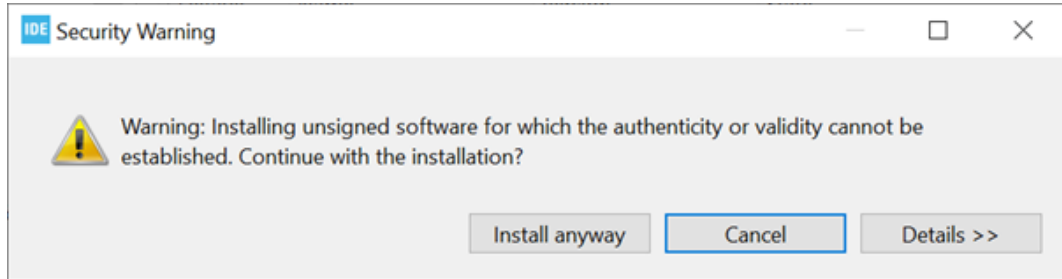 IDE Security Warning
Warning: Installing unsigned software for which the authenticity or validity cannot be
established. Continue with the installation?
Install anyway Cancel Details >>